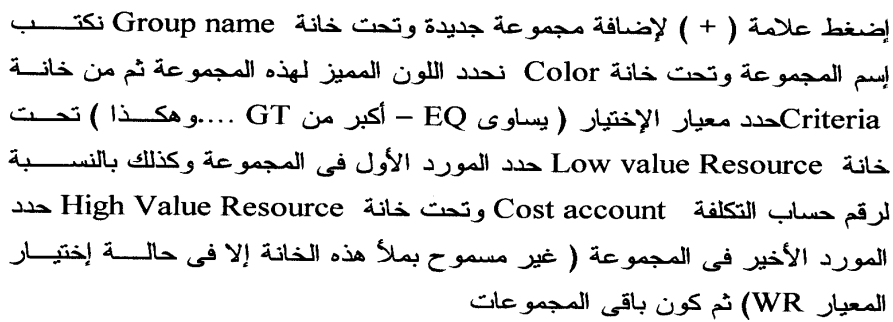 إضغط علامة ( + ) لإضافة مجموعة جديدة وتحت خانة Group name نكتب
إسم المجموعة وتحت خانة Color نحدد اللون المميز لهذه المجموعة ثم من خانة
Criteria حدد معيار الإختيار ( يساوى EQ – أكبر من GT ....وهكذا ) تحت
خانة Low value Resource حدد المورد الأول فى المجموعة وكذلك بالنسبة
لرقم حساب التكلفة Cost account وتحت خانة High Value Resource حدد
المورد الأخير فى المجموعة ( غير مسموح بملأ هذه الخانة إلا فى حالة إختيار
المعيار WR) ثم كون باقى المجموعات